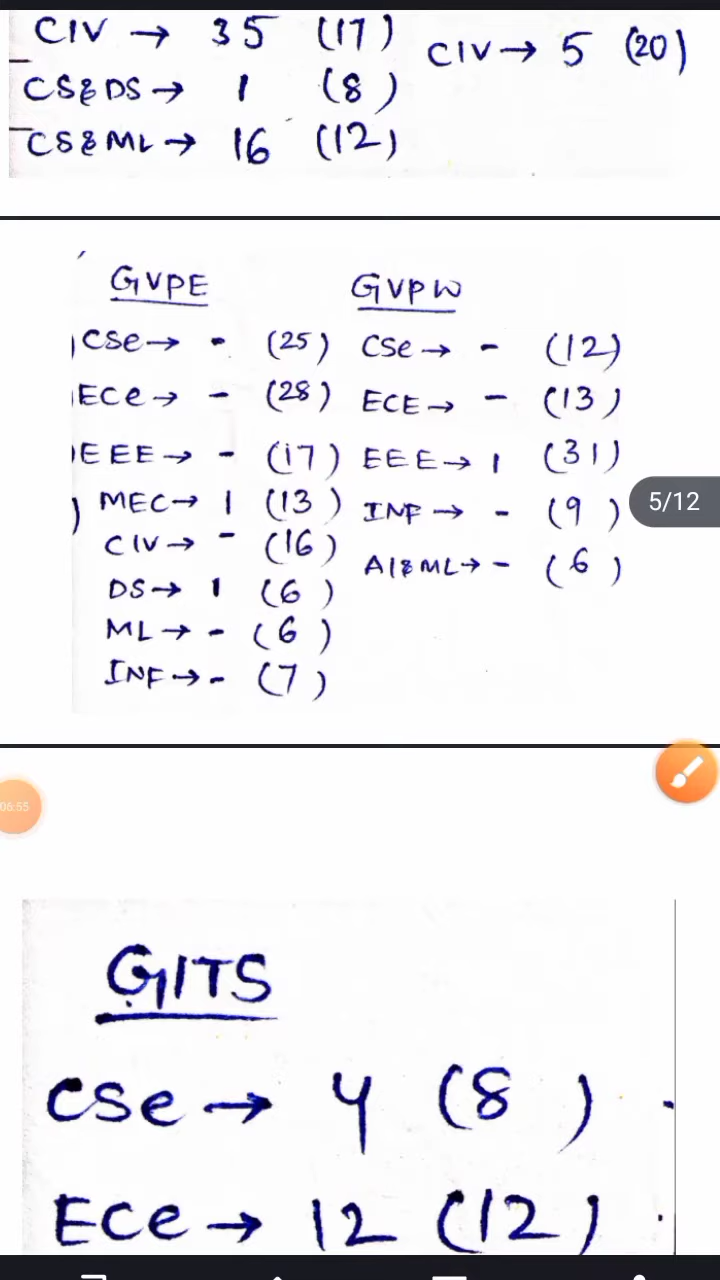 CIV → 35 (17)
CS&DS → 1 (8)
CS&ML → 16 (12)
CIV → 5 (20)
GVPE
CSe → - (25)
ECe → - (28)
EEE → - (17)
MEC → 1 (13)
CIV → - (16)
DS → 1 (6)
ML → - (6)
INF → - (7)
GVPW
CSe → - (12)
ECE → - (13)
EEE → 1 (31)
INF → - (9)
AI&ML → - (6)
5/12
06:55
GITS
CSe → 4 (8)
ECe → 12 (12)